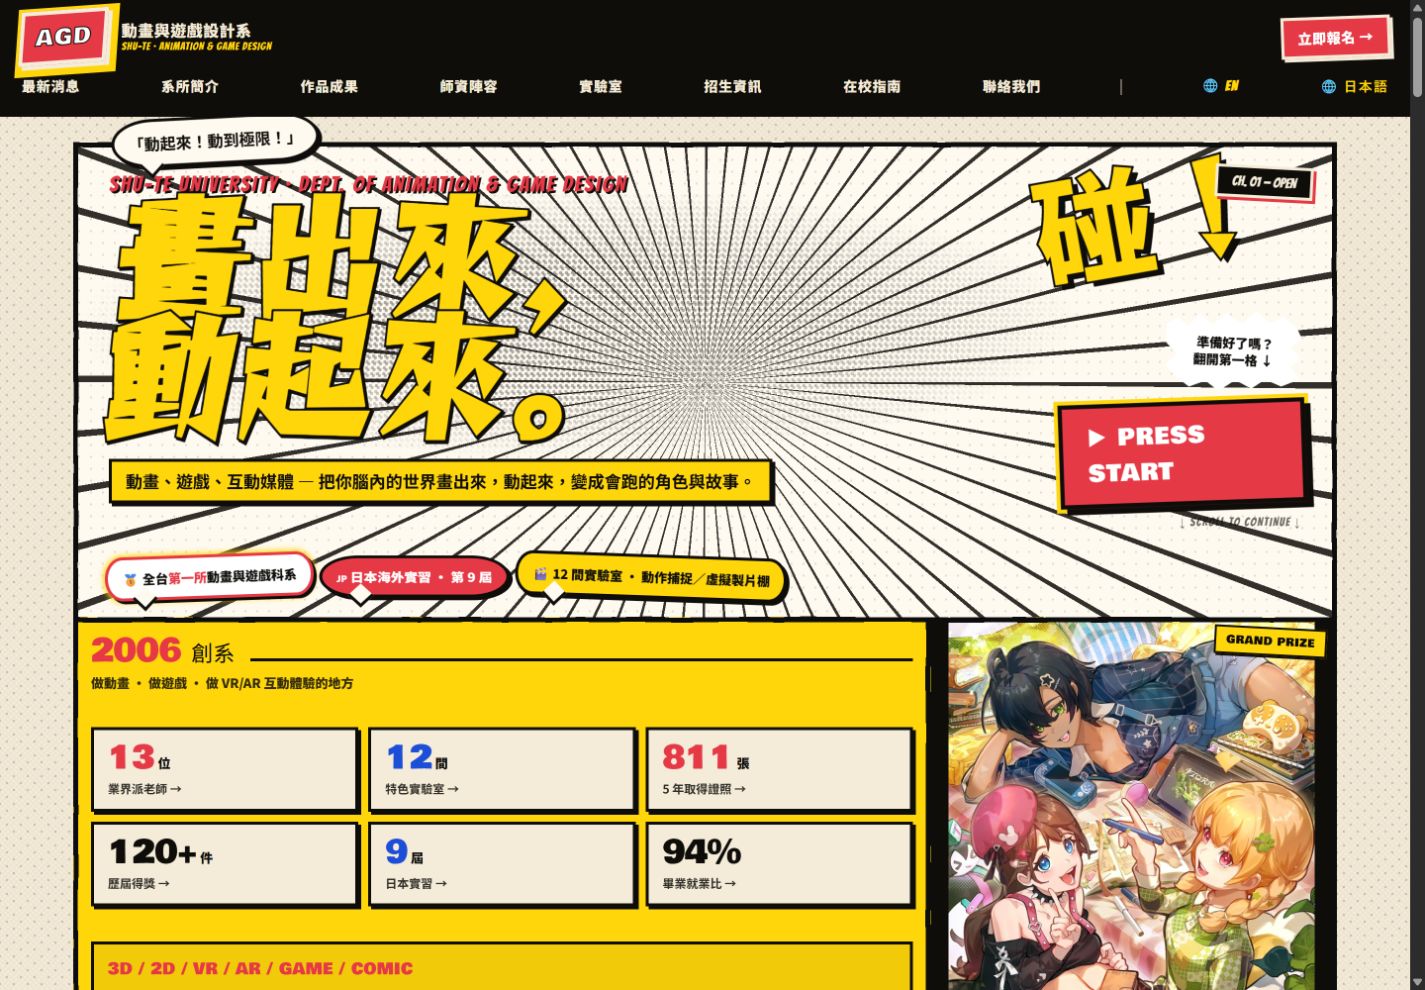 AGD
動畫與遊戲設計系
SHU-TE · ANIMATION & GAME DESIGN
立即報名 →
最新消息
系所簡介
作品成果
師資陣容
實驗室
招生資訊
在校指南
聯絡我們
|
EN
日本語
「動起來！動到極限！」
SHU-TE UNIVERSITY · DEPT. OF ANIMATION & GAME DESIGN
畫出來,
動起來。
碰！
CH. 01 — OPEN
準備好了嗎？
翻開第一格 ↓
▶ PRESS
START
↓ SCROLL TO CONTINUE ↓
動畫、遊戲、互動媒體 — 把你腦內的世界畫出來，動起來，變成會跑的角色與故事。
全台第一所動畫與遊戲科系
JP 日本海外實習 · 第 9 屆
12 間實驗室 · 動作捕捉／虛擬製片棚
2006 創系
做動畫 · 做遊戲 · 做 VR/AR 互動體驗的地方
GRAND PRIZE
13 位
業界派老師 →
12 間
特色實驗室 →
811 張
5 年取得證照 →
120+ 件
歷屆得獎 →
9 屆
日本實習 →
94%
畢業就業比 →
3D / 2D / VR / AR / GAME / COMIC